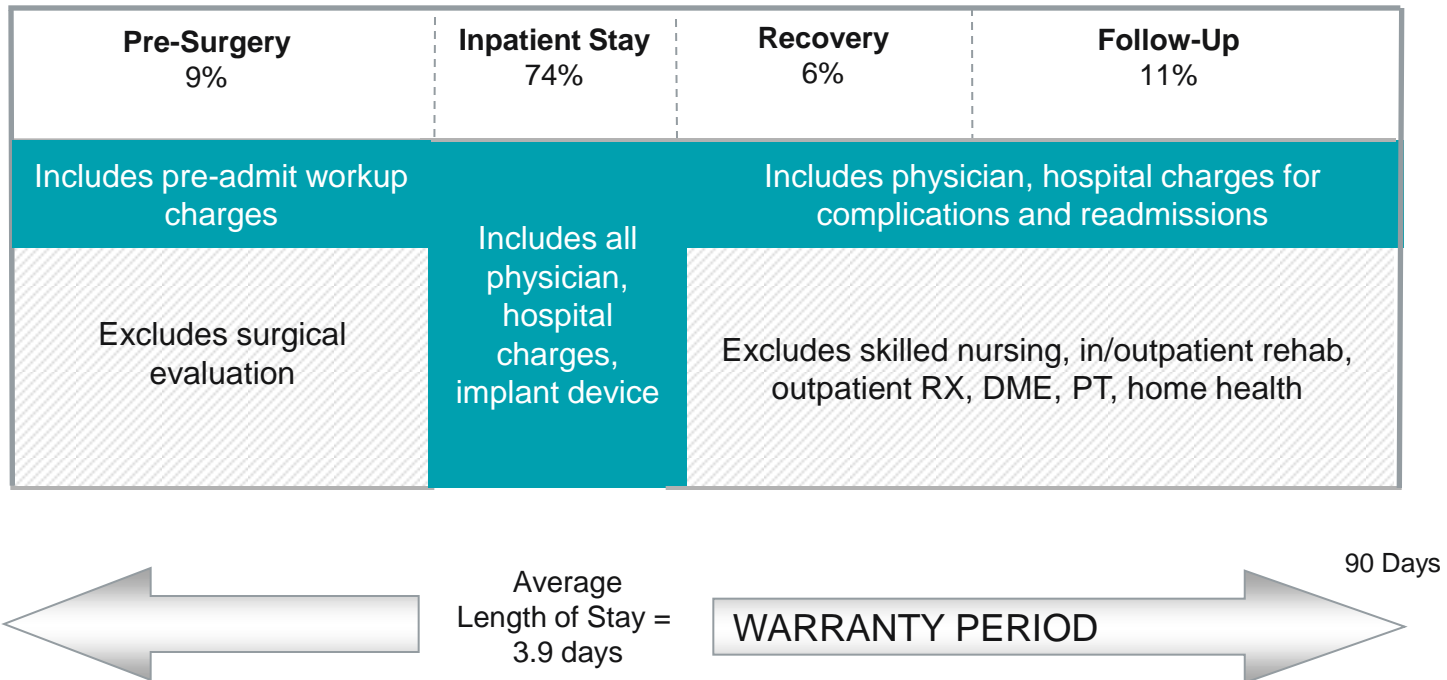 Pre-Surgery
9%
Inpatient Stay
74%
Recovery
6%
Follow-Up
11%
Includes pre-admit workup
charges
Includes all
physician,
hospital
charges,
implant device
Includes physician, hospital charges for
complications and readmissions
Excludes surgical
evaluation
Excludes skilled nursing, in/outpatient rehab,
outpatient RX, DME, PT, home health
Average
Length of Stay =
3.9 days
WARRANTY PERIOD
90 Days